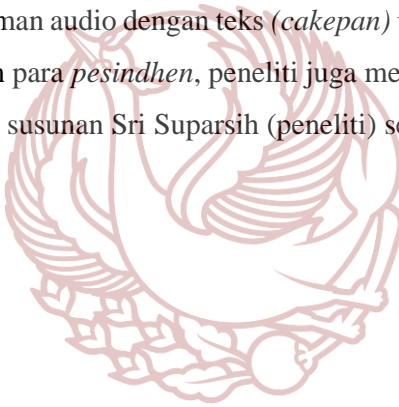 man audio dengan teks (cakepan)
para pesindhen, peneliti juga me
susunan Sri Suparsih (peneliti) se